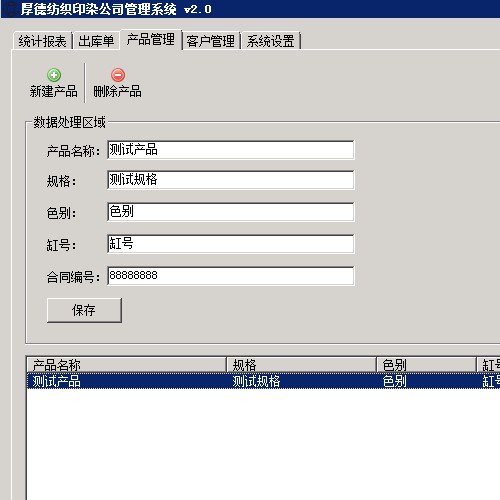 厚德纺织印染公司管理系统 v2.0
统计报表 出库单 产品管理 客户管理 系统设置
新建产品 删除产品
数据处理区域
产品名称: 测试产品
规格: 测试规格
色别: 色别
缸号: 缸号
合同编号: 88888888
保存
产品名称 规格 色别 缸号
测试产品 测试规格 色别 缸号